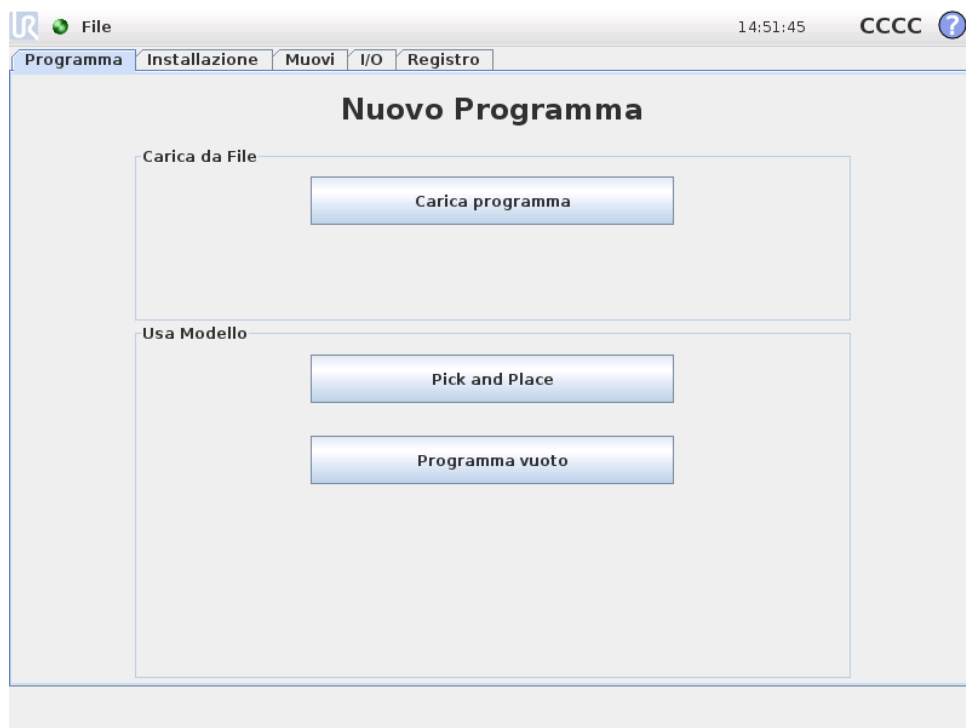 UR File 14:51:45 CCCC ?
Programma Installazione Muovi I/O Registro
Nuovo Programma
Carica da File
Carica programma
Usa Modello
Pick and Place
Programma vuoto